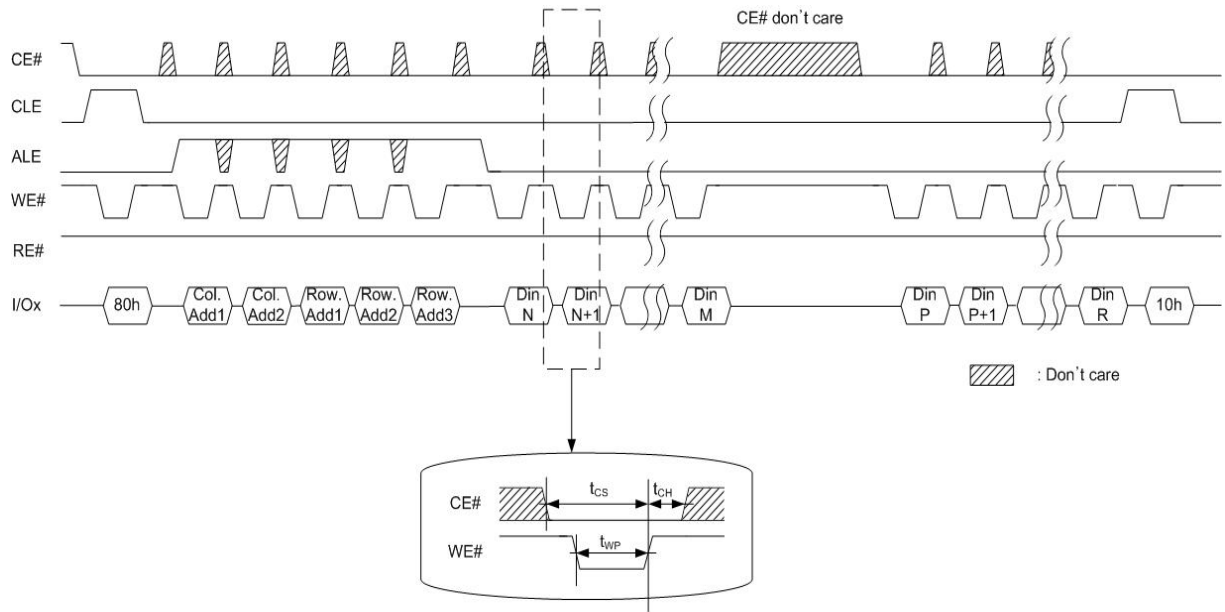 CE# don't care
CE#
CLE
ALE
WE#
RE#
I/Ox
80h
Col.
Add1
Col.
Add2
Row.
Add1
Row.
Add2
Row.
Add3
Din
N
Din
N+1
Din
M
Din
P
Din
P+1
Din
R
10h
: Don't care
CE#
tCS
tCH
WE#
tWP